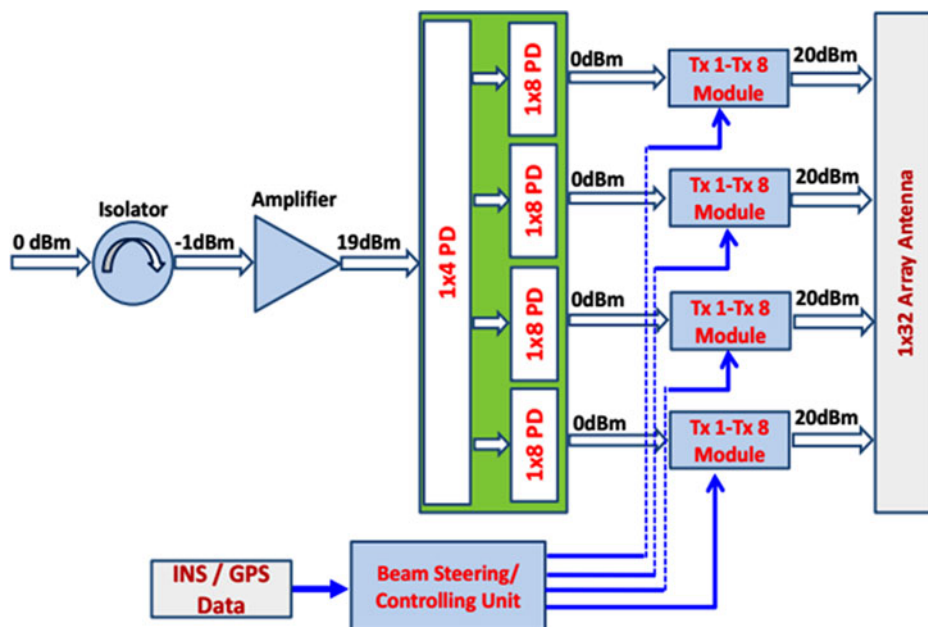 0 dBm
Isolator
-1dBm
Amplifier
19dBm
1x4 PD
1x8 PD
1x8 PD
1x8 PD
1x8 PD
0dBm
Tx 1-Tx 8
Module
20dBm
0dBm
Tx 1-Tx 8
Module
20dBm
0dBm
Tx 1-Tx 8
Module
20dBm
0dBm
Tx 1-Tx 8
Module
20dBm
1x32 Array Antenna
INS / GPS
Data
Beam Steering/
Controlling Unit